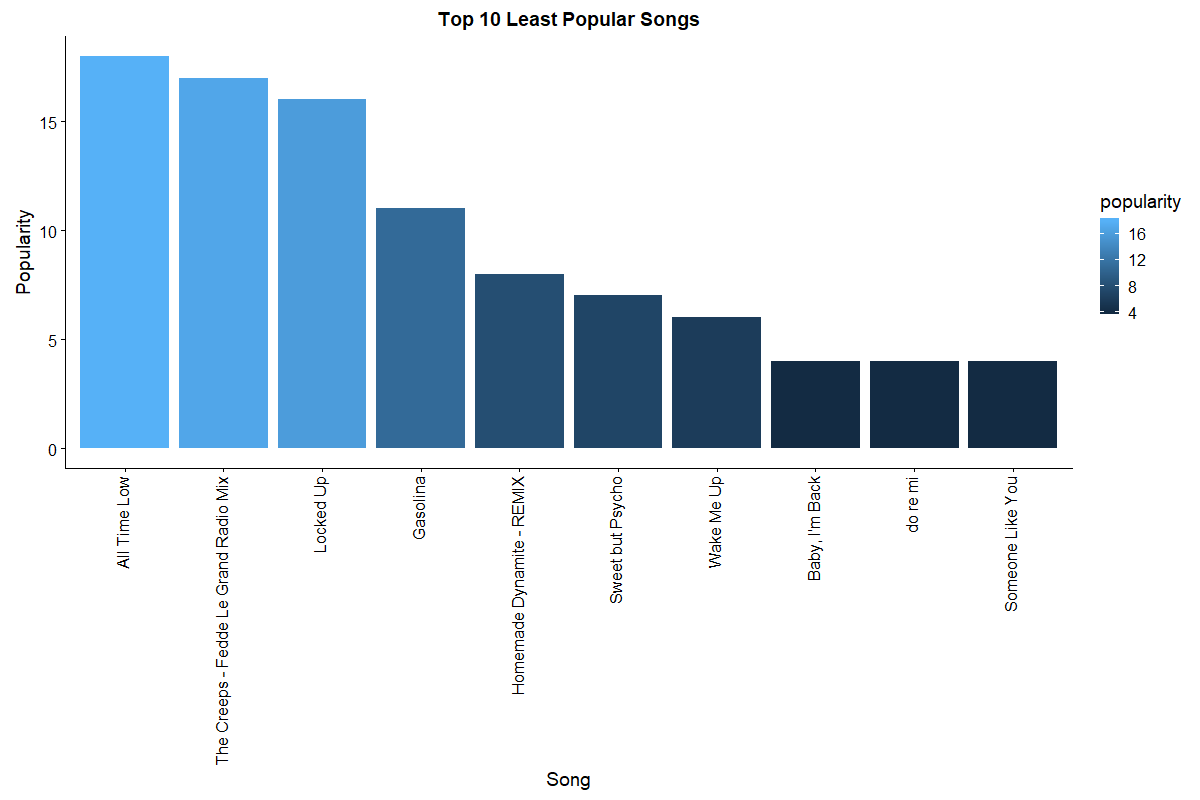 Top 10 Least Popular Songs
Popularity
15
10
5
0
All Time Low
The Creeps - Fedde Le Grand Radio Mix
Locked Up
Gasolina
Homemade Dynamite - REMIX
Sweet but Psycho
Wake Me Up
Baby, I'm Back
do re mi
Someone Like You
Song
popularity
16
12
8
4